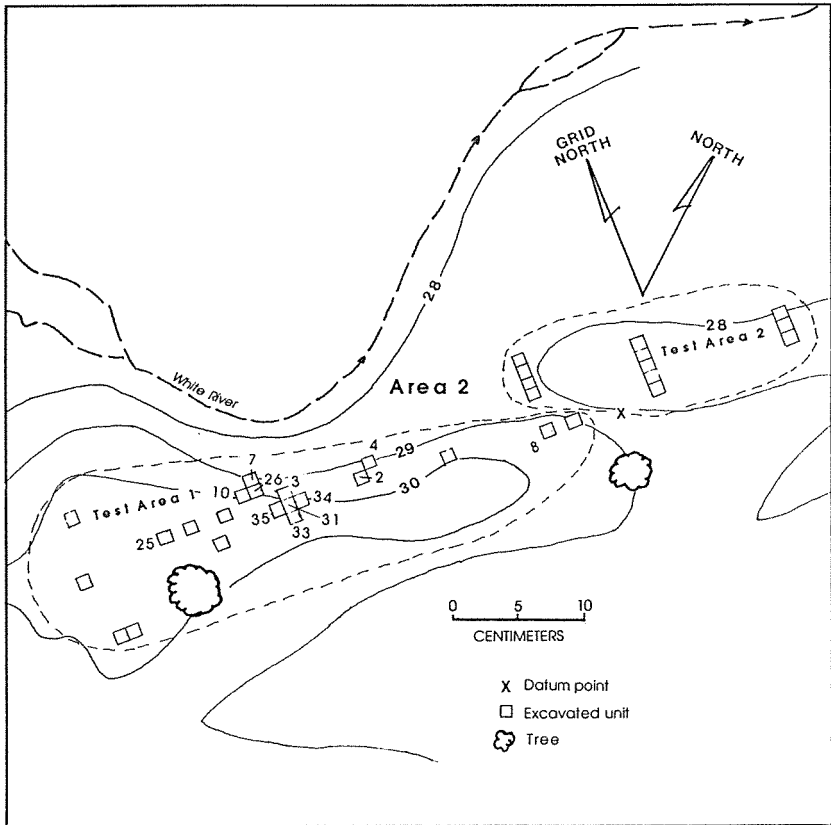 GRID
NORTH
NORTH
28
28
Test Area 2
White River
Area 2
7
4
29
8
26
3
10
34
2
30
Test Area 1
35
31
25
33
0 5 10
CENTIMETERS
X Datum point
Excavated unit
Tree
X